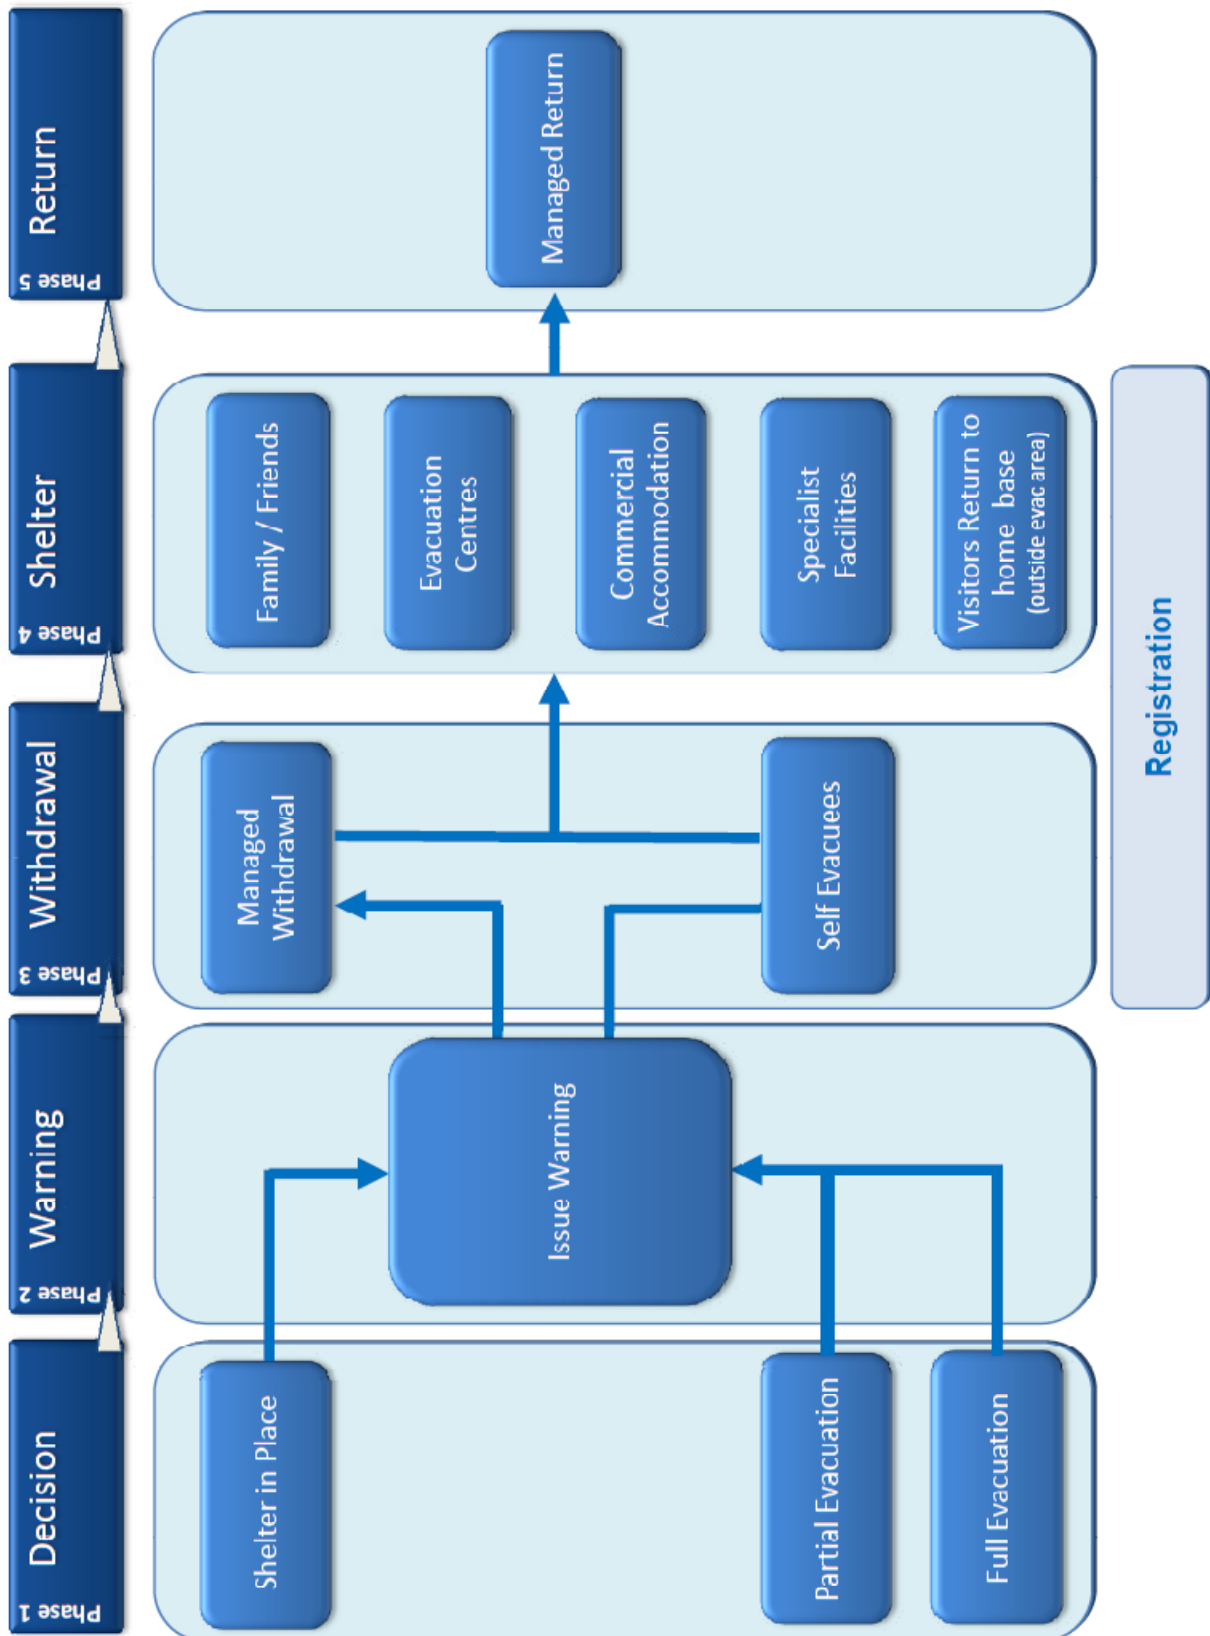 Phase 1
Decision
Phase 2
Warning
Phase 3
Withdrawal
Phase 4
Shelter
Phase 5
Return
Shelter in Place
Partial Evacuation
Full Evacuation
Issue Warning
Managed
Withdrawal
Self Evacuees
Family / Friends
Evacuation
Centres
Commercial
Accommodation
Specialist
Facilities
Visitors Return to
home base
(outside evac area)
Managed Return
Registration